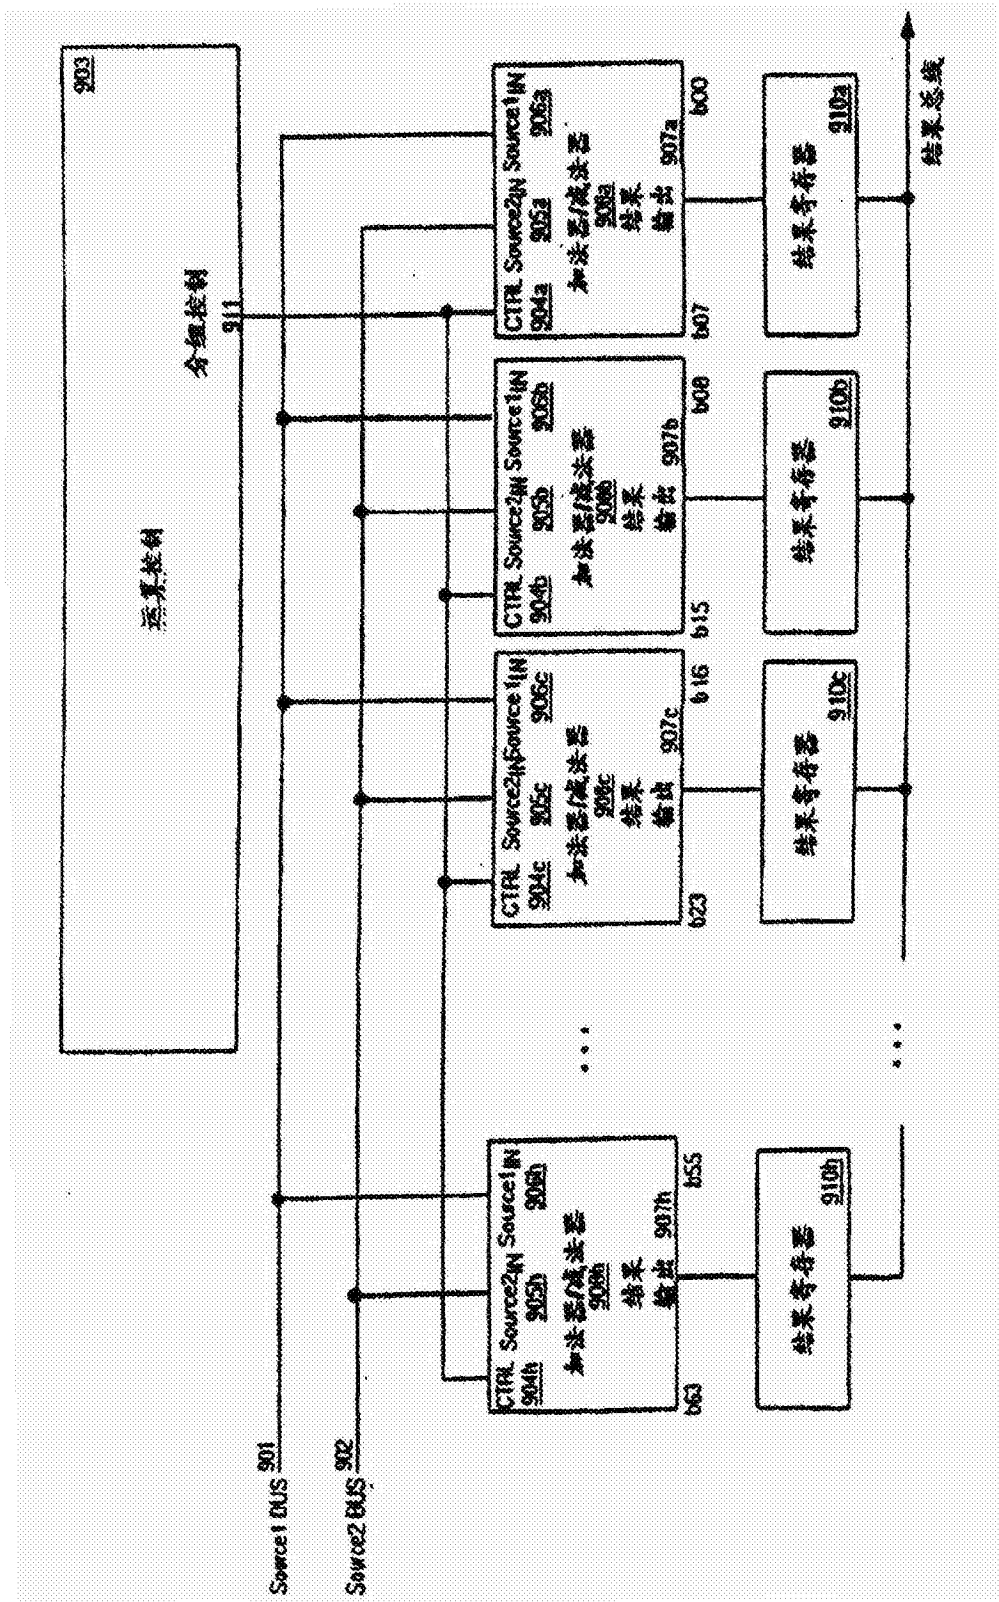 903
运算控制
分组控制
911
Source1 BUS 901
Source2 BUS 902
CTRL Source2IN Source1IN
904h 905h 906h
加法器/减法器
908h
结果
输出 907h
b63 b55
CTRL Source2IN Source1IN
904c 905c 906c
加法器/减法器
908c
结果
输出 907c
b23 b16
CTRL Source2IN Source1IN
904b 905b 906b
加法器/减法器
908b
结果
输出 907b
b15 b08
CTRL Source2IN Source1IN
904a 905a 906a
加法器/减法器
908a
结果
输出 907a
b07 b00
...
结果寄存器 910h
结果寄存器 910c
结果寄存器 910b
结果寄存器 910a
...
结果总线